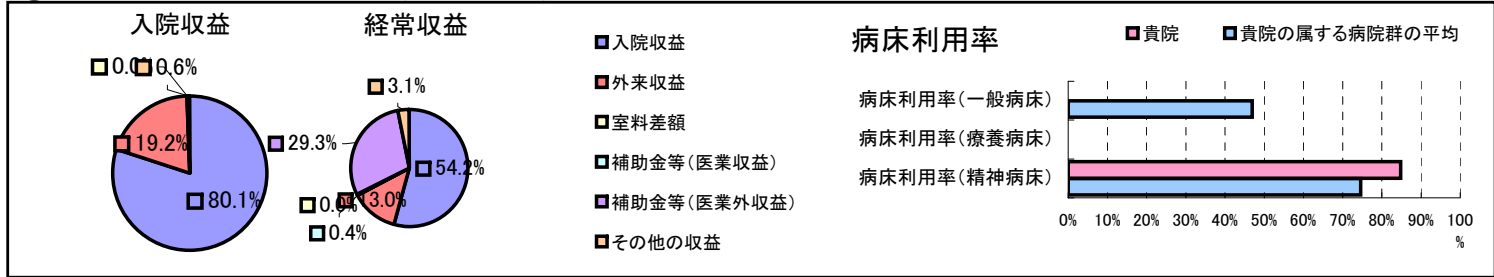 入院収益
0.0%
0.6%
19.2%
80.1%
経常収益
3.1%
29.3%
54.2%
13.0%
0.0%
0.4%
入院収益
外来収益
室料差額
補助金等(医業収益)
補助金等(医業外収益)
その他の収益
病床利用率
貴院
貴院の属する病院群の平均
病床利用率(一般病床)
病床利用率(療養病床)
病床利用率(精神病床)
0% 10% 20% 30% 40% 50% 60% 70% 80% 90% 100
%